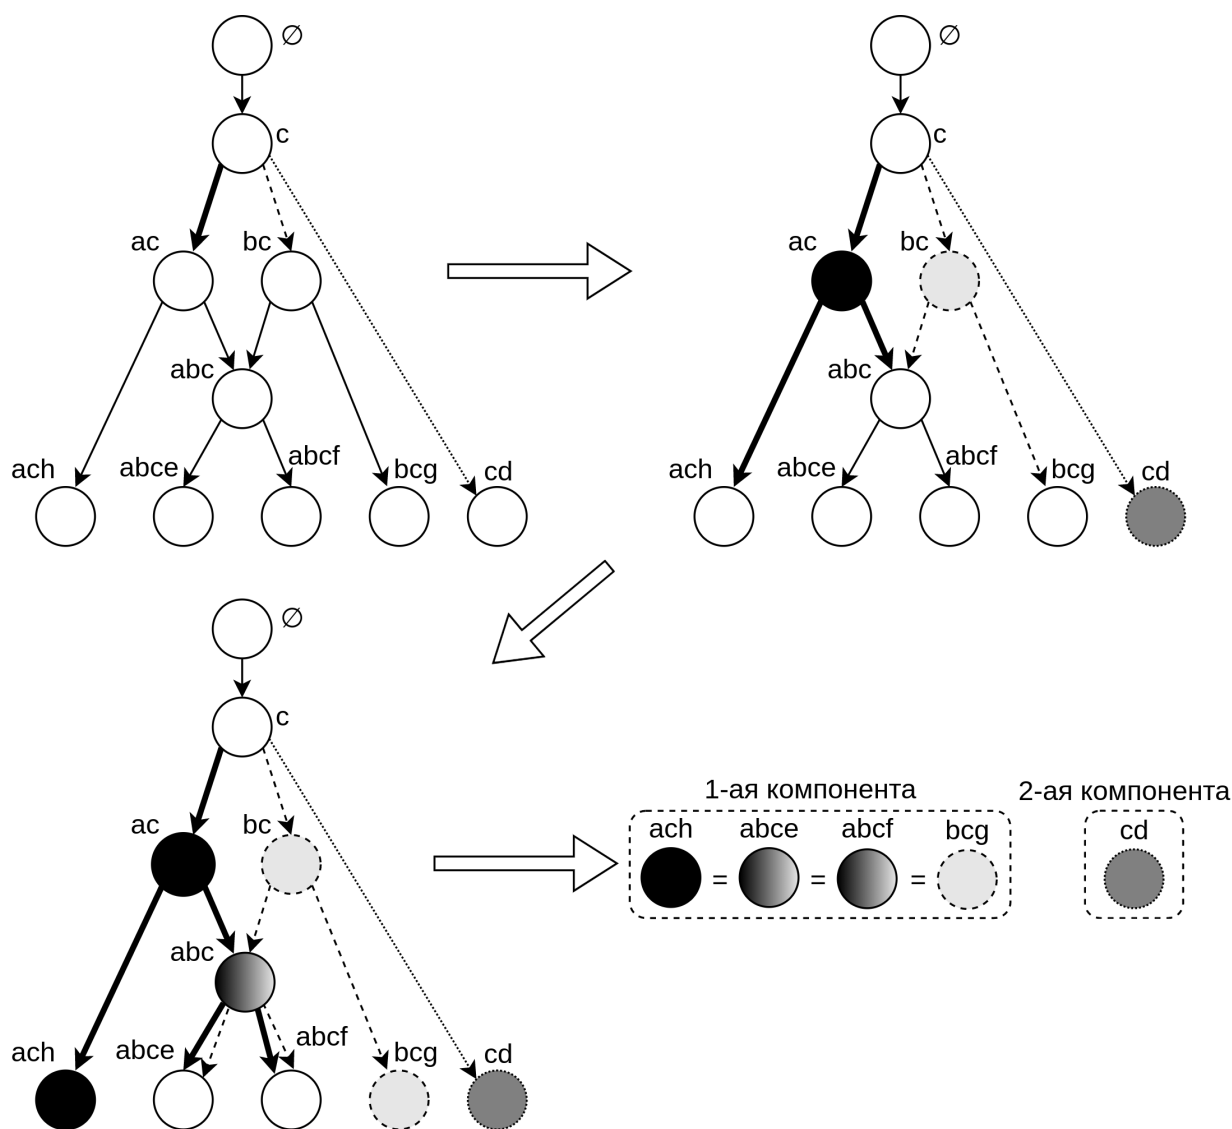 ∅
c
ac bc
abc
ach abce abcf bcg cd
∅
c
ac bc
abc
ach abce abcf bcg cd
∅
c
ac bc
abc
ach abce abcf bcg cd
1-ая компонента
ach abce abcf bcg
= = =
2-ая компонента
cd